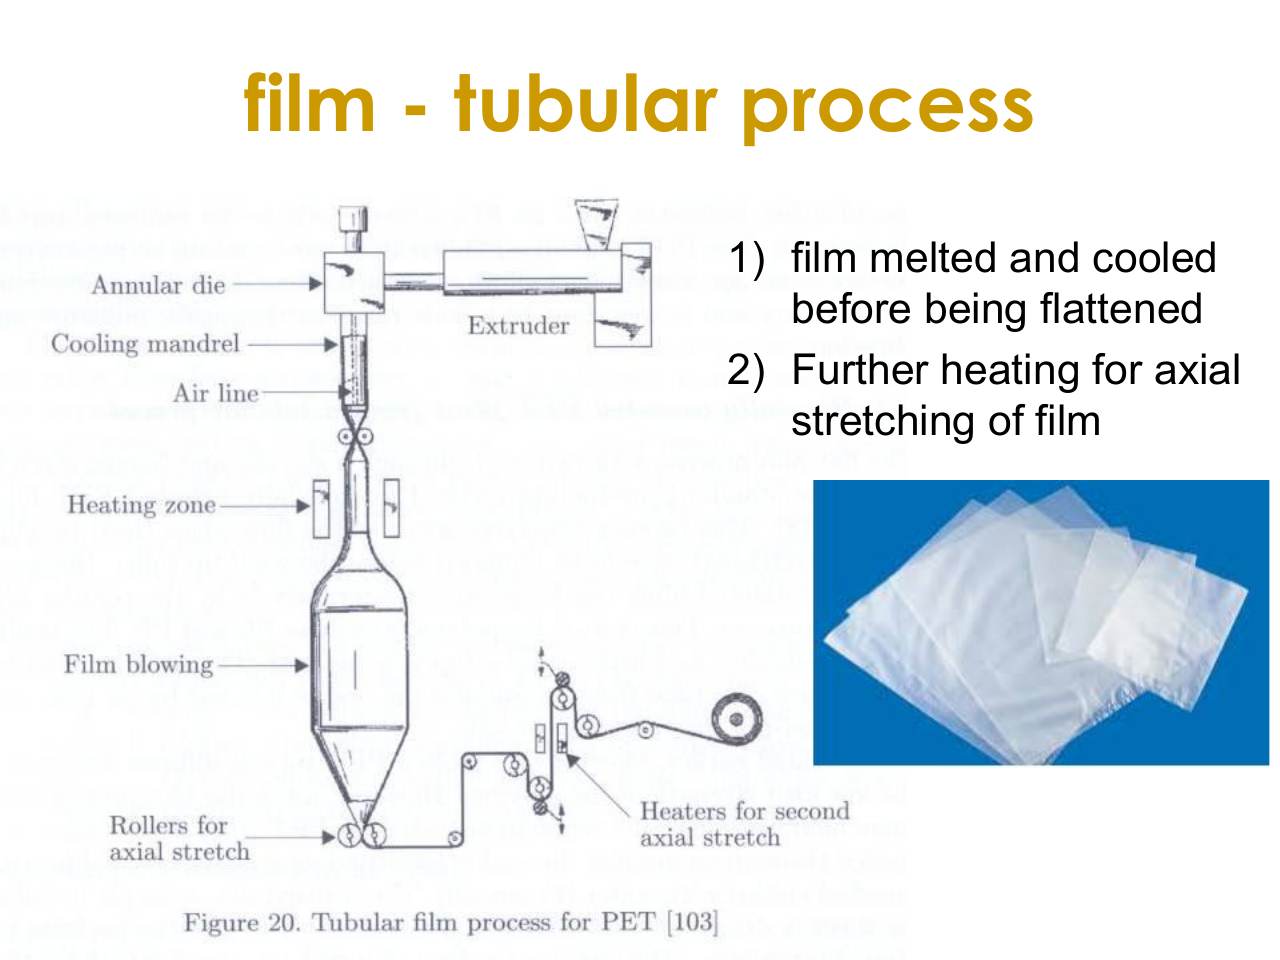 film - tubular process
Annular die
Cooling mandrel
Extruder
Air line
Heating zone
Film blowing
Rollers for
axial stretch
Heaters for second
axial stretch
Figure 20. Tubular film process for PET [103]
1) film melted and cooled
before being flattened
2) Further heating for axial
stretching of film